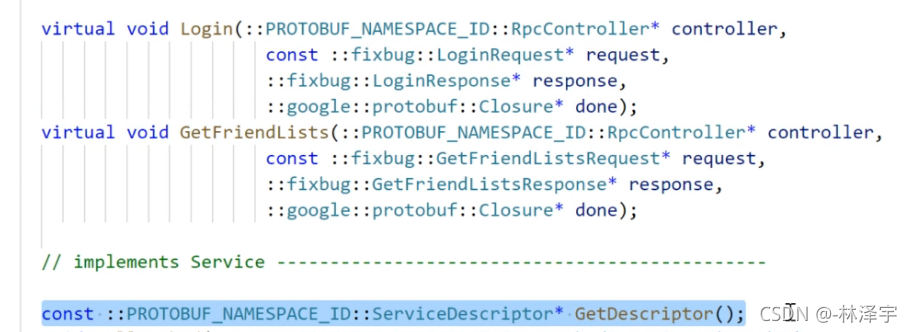 virtual void Login(::PROTOBUF_NAMESPACE_ID::RpcController* controller,
const ::fixbug::LoginRequest* request,
::fixbug::LoginResponse* response,
::google::protobuf::Closure* done);
virtual void GetFriendLists(::PROTOBUF_NAMESPACE_ID::RpcController* controller,
const ::fixbug::GetFriendListsRequest* request,
::fixbug::GetFriendListsResponse* response,
::google::protobuf::Closure* done);
// implements Service ----------------------------------------------
const ::PROTOBUF_NAMESPACE_ID::ServiceDescriptor* GetDescriptor();
CSDN @-林泽宇